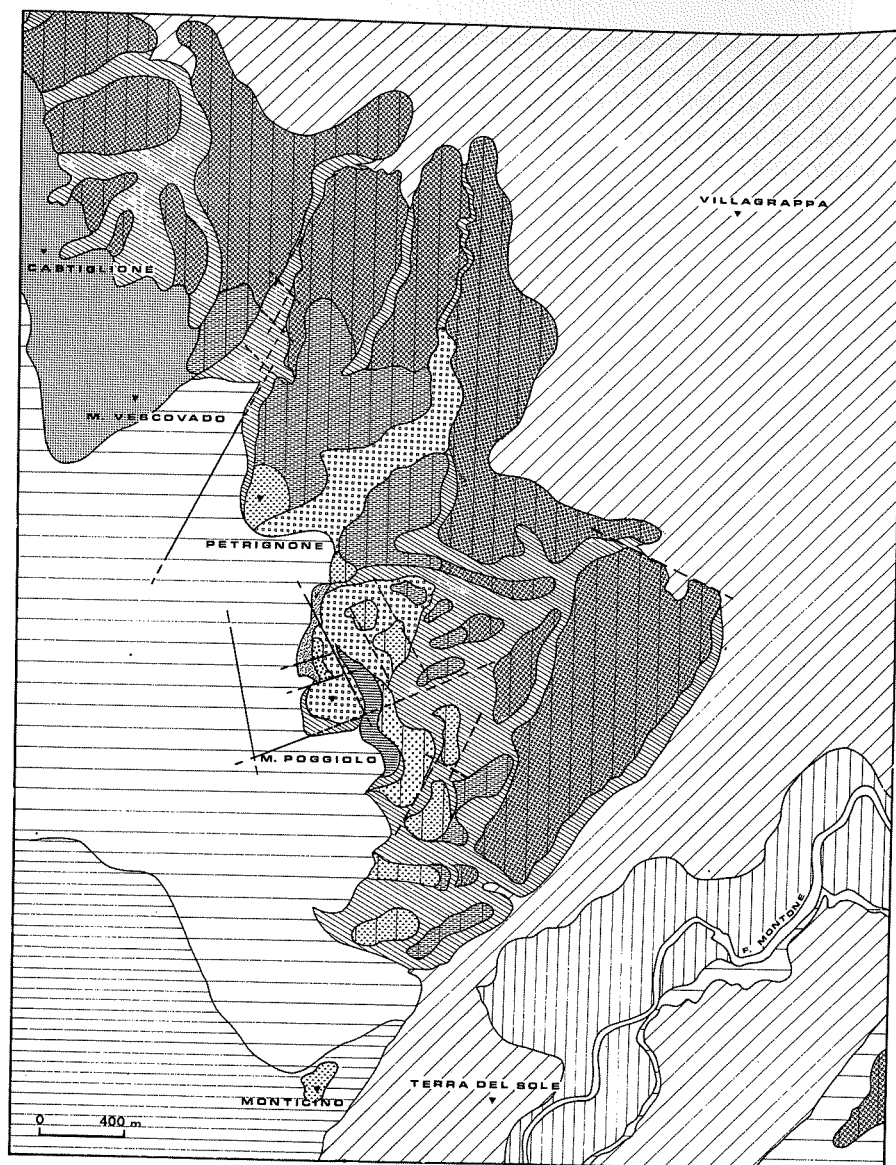 VILLAGRAPPA
CASTIGLIONE
M. VESCOVADO
PETRIGNONE
M. POGGIOLO
F. MONTONE
TERRA DEL SOLE
MONTICINO
0 400 m